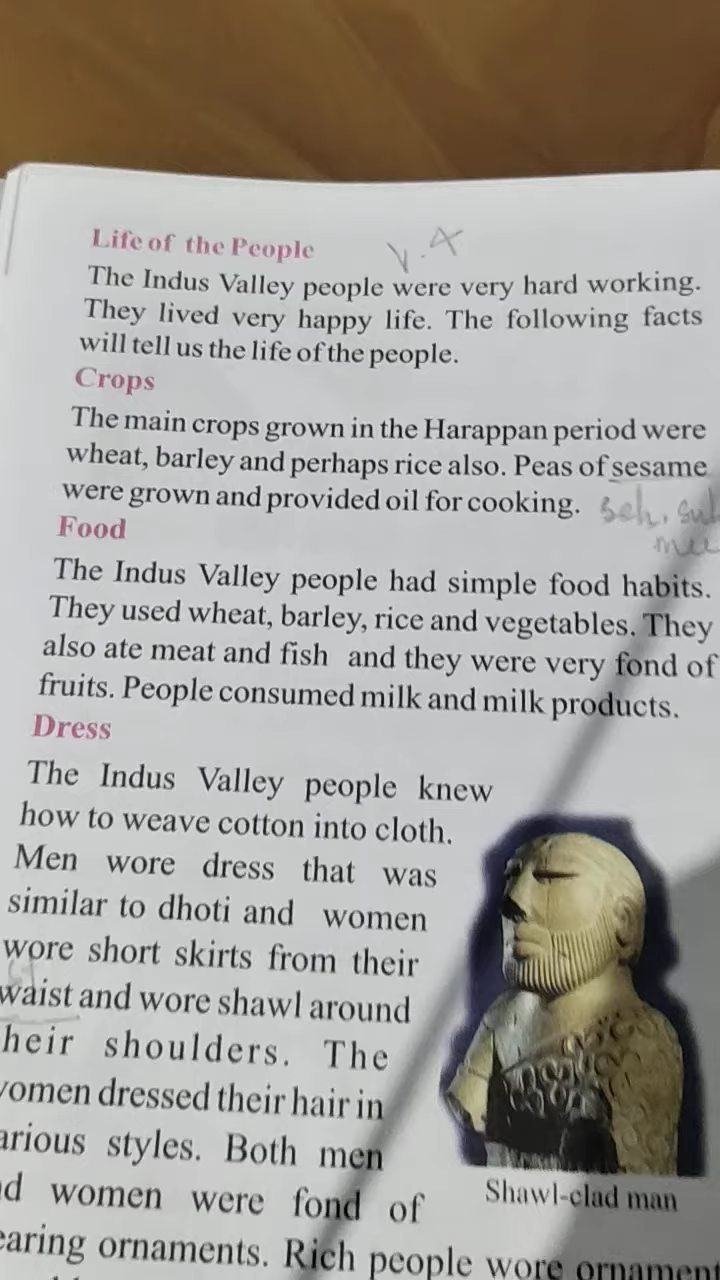 Life of the People
The Indus Valley people were very hard working.
They lived very happy life. The following facts
will tell us the life of the people.
Crops
The main crops grown in the Harappan period were
wheat, barley and perhaps rice also. Peas of sesame
were grown and provided oil for cooking.
Food
The Indus Valley people had simple food habits.
They used wheat, barley, rice and vegetables. They
also ate meat and fish and they were very fond of
fruits. People consumed milk and milk products.
Dress
The Indus Valley people knew
how to weave cotton into cloth.
Men wore dress that was
similar to dhoti and women
wore short skirts from their
waist and wore shawl around
heir shoulders. The
omen dressed their hair in
arious styles. Both men
d women were fond of
earing ornaments. Rich people wore ornament
Shawl-clad man